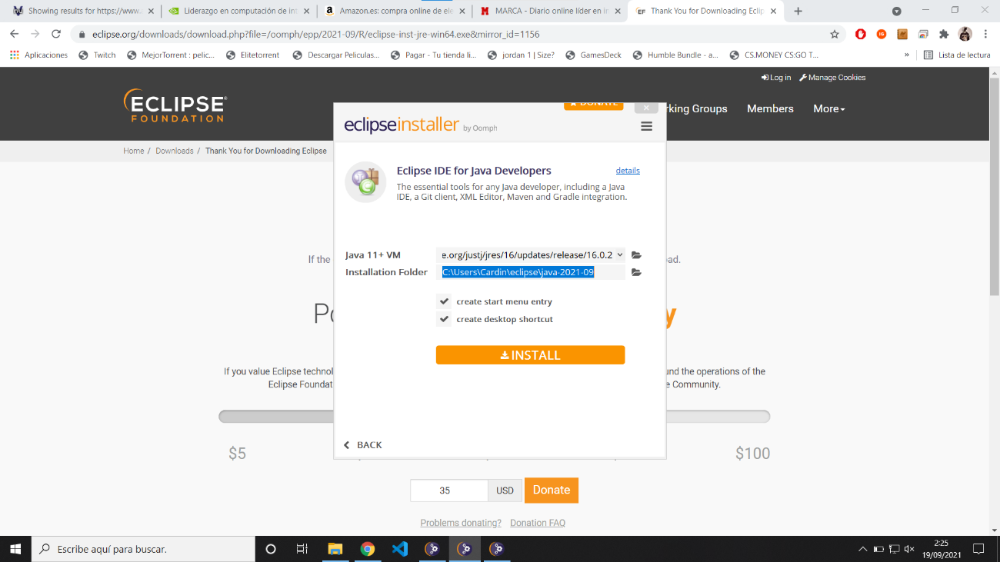 Showing results for https://www.a
Liderazgo en computación de int
Amazon.es: compra online de ele
MARCA - Diario online líder en in
Thank You for Downloading Eclip
eclipse.org/downloads/download.php?file=/oomph/epp/2021-09/R/eclipse-inst-jre-win64.exe&mirror_id=1156
Aplicaciones
Twitch
MejorTorrent : pelic...
Elitetorrent
Descargar Peliculas...
Pagar - Tu tienda li...
jordan 1 | Size?
GamesDeck
Humble Bundle - a...
CS.MONEY CS:GO T...
»
Lista de lectura
Log in
Manage Cookies
ECLIPSE
FOUNDATION
rking Groups
Members
More
Home / Downloads / Thank You for Downloading Eclipse
DONATE
eclipseinstaller by Oomph
Eclipse IDE for Java Developers
details
The essential tools for any Java developer, including a Java
IDE, a Git client, XML Editor, Maven and Gradle integration.
If the
ad.
Java 11+ VM
e.org/justj/jres/16/updates/release/16.0.2
Installation Folder
C:\Users\Cardin\eclipse\java-2021-09
create start menu entry
create desktop shortcut
Po
y
INSTALL
If you value Eclipse technol
und the operations of the
Eclipse Foundat
e Community.
BACK
$5
$100
35
USD
Donate
Problems donating?
Donation FAQ
Escribe aquí para buscar.
2:25
19/09/2021